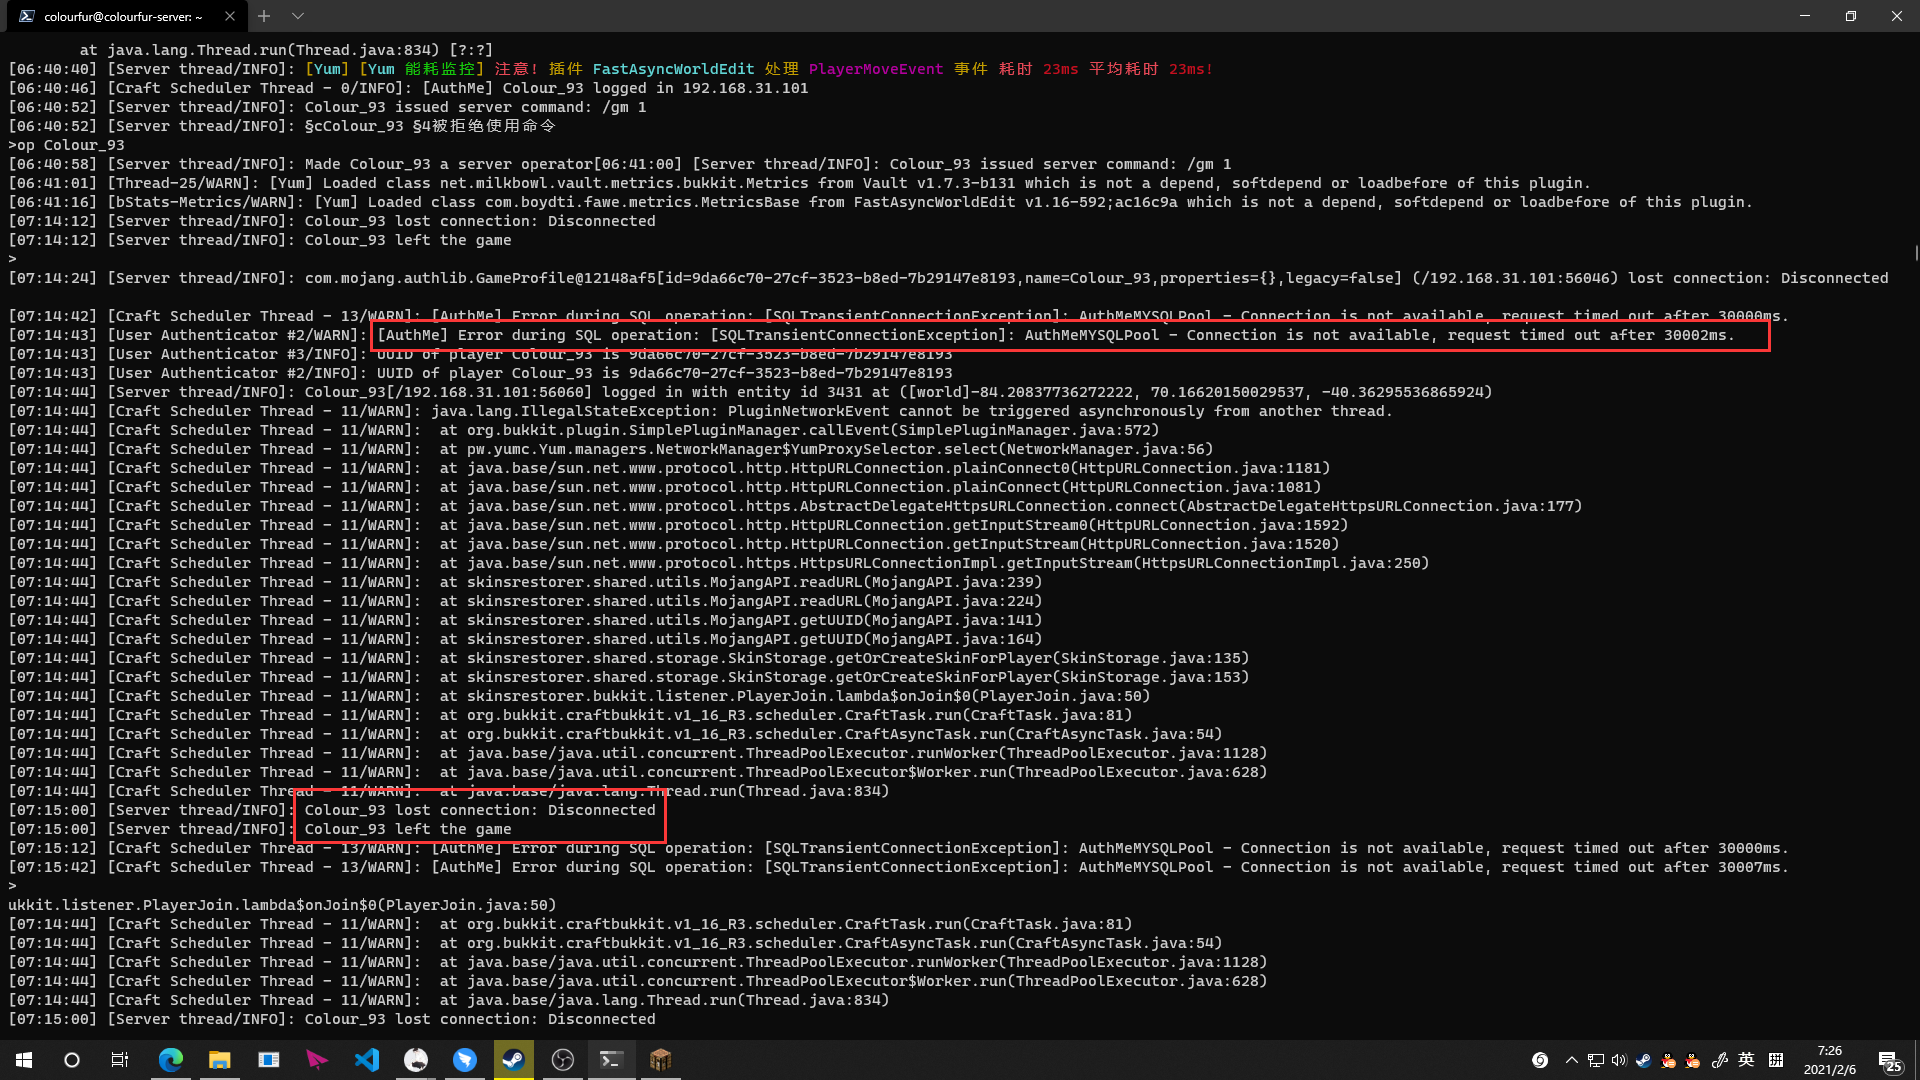 colourfur@colourfur-server: ~
at java.lang.Thread.run(Thread.java:834) [?:?]
[06:40:40] [Server thread/INFO]: [Yum] [Yum 能耗监控] 注意! 插件 FastAsyncWorldEdit 处理 PlayerMoveEvent 事件 耗时 23ms 平均耗时 23ms!
[06:40:46] [Craft Scheduler Thread - 0/INFO]: [AuthMe] Colour_93 logged in 192.168.31.101
[06:40:52] [Server thread/INFO]: Colour_93 issued server command: /gm 1
[06:40:52] [Server thread/INFO]: §cColour_93 §4被拒绝使用命令
>op Colour_93
[06:40:58] [Server thread/INFO]: Made Colour_93 a server operator[06:41:00] [Server thread/INFO]: Colour_93 issued server command: /gm 1
[06:41:01] [Thread-25/WARN]: [Yum] Loaded class net.milkbowl.vault.metrics.bukkit.Metrics from Vault v1.7.3-b131 which is not a depend, softdepend or loadbefore of this plugin.
[06:41:16] [bStats-Metrics/WARN]: [Yum] Loaded class com.boydti.fawe.metrics.MetricsBase from FastAsyncWorldEdit v1.16-592;ac16c9a which is not a depend, softdepend or loadbefore of this plugin.
[07:14:12] [Server thread/INFO]: Colour_93 lost connection: Disconnected
[07:14:12] [Server thread/INFO]: Colour_93 left the game
>
[07:14:24] [Server thread/INFO]: com.mojang.authlib.GameProfile@12148af5[id=9da66c70-27cf-3523-b8ed-7b29147e8193,name=Colour_93,properties={},legacy=false] (/192.168.31.101:56046) lost connection: Disconnected
[07:14:42] [Craft Scheduler Thread - 13/WARN]: [AuthMe] Error during SQL operation: [SQLTransientConnectionException]: AuthMeMYSQLPool - Connection is not available, request timed out after 30000ms.
[07:14:43] [User Authenticator #2/WARN]: [AuthMe] Error during SQL operation: [SQLTransientConnectionException]: AuthMeMYSQLPool - Connection is not available, request timed out after 30002ms.
[07:14:43] [User Authenticator #3/INFO]: UUID of player Colour_93 is 9da66c70-27cf-3523-b8ed-7b29147e8193
[07:14:43] [User Authenticator #2/INFO]: UUID of player Colour_93 is 9da66c70-27cf-3523-b8ed-7b29147e8193
[07:14:44] [Server thread/INFO]: Colour_93[/192.168.31.101:56060] logged in with entity id 3431 at ([world]-84.20837736272222, 70.16620150029537, -40.36295536865924)
[07:14:44] [Craft Scheduler Thread - 11/WARN]: java.lang.IllegalStateException: PluginNetworkEvent cannot be triggered asynchronously from another thread.
[07:14:44] [Craft Scheduler Thread - 11/WARN]:  at org.bukkit.plugin.SimplePluginManager.callEvent(SimplePluginManager.java:572)
[07:14:44] [Craft Scheduler Thread - 11/WARN]:  at pw.yumc.Yum.managers.NetworkManager$YumProxySelector.select(NetworkManager.java:56)
[07:14:44] [Craft Scheduler Thread - 11/WARN]:  at java.base/sun.net.www.protocol.http.HttpURLConnection.plainConnect0(HttpURLConnection.java:1181)
[07:14:44] [Craft Scheduler Thread - 11/WARN]:  at java.base/sun.net.www.protocol.http.HttpURLConnection.plainConnect(HttpURLConnection.java:1081)
[07:14:44] [Craft Scheduler Thread - 11/WARN]:  at java.base/sun.net.www.protocol.https.AbstractDelegateHttpsURLConnection.connect(AbstractDelegateHttpsURLConnection.java:177)
[07:14:44] [Craft Scheduler Thread - 11/WARN]:  at java.base/sun.net.www.protocol.http.HttpURLConnection.getInputStream0(HttpURLConnection.java:1592)
[07:14:44] [Craft Scheduler Thread - 11/WARN]:  at java.base/sun.net.www.protocol.http.HttpURLConnection.getInputStream(HttpURLConnection.java:1520)
[07:14:44] [Craft Scheduler Thread - 11/WARN]:  at java.base/sun.net.www.protocol.https.HttpsURLConnectionImpl.getInputStream(HttpsURLConnectionImpl.java:250)
[07:14:44] [Craft Scheduler Thread - 11/WARN]:  at skinsrestorer.shared.utils.MojangAPI.readURL(MojangAPI.java:239)
[07:14:44] [Craft Scheduler Thread - 11/WARN]:  at skinsrestorer.shared.utils.MojangAPI.readURL(MojangAPI.java:224)
[07:14:44] [Craft Scheduler Thread - 11/WARN]:  at skinsrestorer.shared.utils.MojangAPI.getUUID(MojangAPI.java:141)
[07:14:44] [Craft Scheduler Thread - 11/WARN]:  at skinsrestorer.shared.utils.MojangAPI.getUUID(MojangAPI.java:164)
[07:14:44] [Craft Scheduler Thread - 11/WARN]:  at skinsrestorer.shared.storage.SkinStorage.getOrCreateSkinForPlayer(SkinStorage.java:135)
[07:14:44] [Craft Scheduler Thread - 11/WARN]:  at skinsrestorer.shared.storage.SkinStorage.getOrCreateSkinForPlayer(SkinStorage.java:153)
[07:14:44] [Craft Scheduler Thread - 11/WARN]:  at skinsrestorer.bukkit.listener.PlayerJoin.lambda$onJoin$0(PlayerJoin.java:50)
[07:14:44] [Craft Scheduler Thread - 11/WARN]:  at org.bukkit.craftbukkit.v1_16_R3.scheduler.CraftTask.run(CraftTask.java:81)
[07:14:44] [Craft Scheduler Thread - 11/WARN]:  at org.bukkit.craftbukkit.v1_16_R3.scheduler.CraftAsyncTask.run(CraftAsyncTask.java:54)
[07:14:44] [Craft Scheduler Thread - 11/WARN]:  at java.base/java.util.concurrent.ThreadPoolExecutor.runWorker(ThreadPoolExecutor.java:1128)
[07:14:44] [Craft Scheduler Thread - 11/WARN]:  at java.base/java.util.concurrent.ThreadPoolExecutor$Worker.run(ThreadPoolExecutor.java:628)
[07:14:44] [Craft Scheduler Thread - 11/WARN]:  at java.base/java.lang.Thread.run(Thread.java:834)
[07:15:00] [Server thread/INFO]: Colour_93 lost connection: Disconnected
[07:15:00] [Server thread/INFO]: Colour_93 left the game
[07:15:12] [Craft Scheduler Thread - 13/WARN]: [AuthMe] Error during SQL operation: [SQLTransientConnectionException]: AuthMeMYSQLPool - Connection is not available, request timed out after 30000ms.
[07:15:42] [Craft Scheduler Thread - 13/WARN]: [AuthMe] Error during SQL operation: [SQLTransientConnectionException]: AuthMeMYSQLPool - Connection is not available, request timed out after 30007ms.
>
ukkit.listener.PlayerJoin.lambda$onJoin$0(PlayerJoin.java:50)
[07:14:44] [Craft Scheduler Thread - 11/WARN]:  at org.bukkit.craftbukkit.v1_16_R3.scheduler.CraftTask.run(CraftTask.java:81)
[07:14:44] [Craft Scheduler Thread - 11/WARN]:  at org.bukkit.craftbukkit.v1_16_R3.scheduler.CraftAsyncTask.run(CraftAsyncTask.java:54)
[07:14:44] [Craft Scheduler Thread - 11/WARN]:  at java.base/java.util.concurrent.ThreadPoolExecutor.runWorker(ThreadPoolExecutor.java:1128)
[07:14:44] [Craft Scheduler Thread - 11/WARN]:  at java.base/java.util.concurrent.ThreadPoolExecutor$Worker.run(ThreadPoolExecutor.java:628)
[07:14:44] [Craft Scheduler Thread - 11/WARN]:  at java.base/java.lang.Thread.run(Thread.java:834)
[07:15:00] [Server thread/INFO]: Colour_93 lost connection: Disconnected
英
7:26
2021/2/6
25